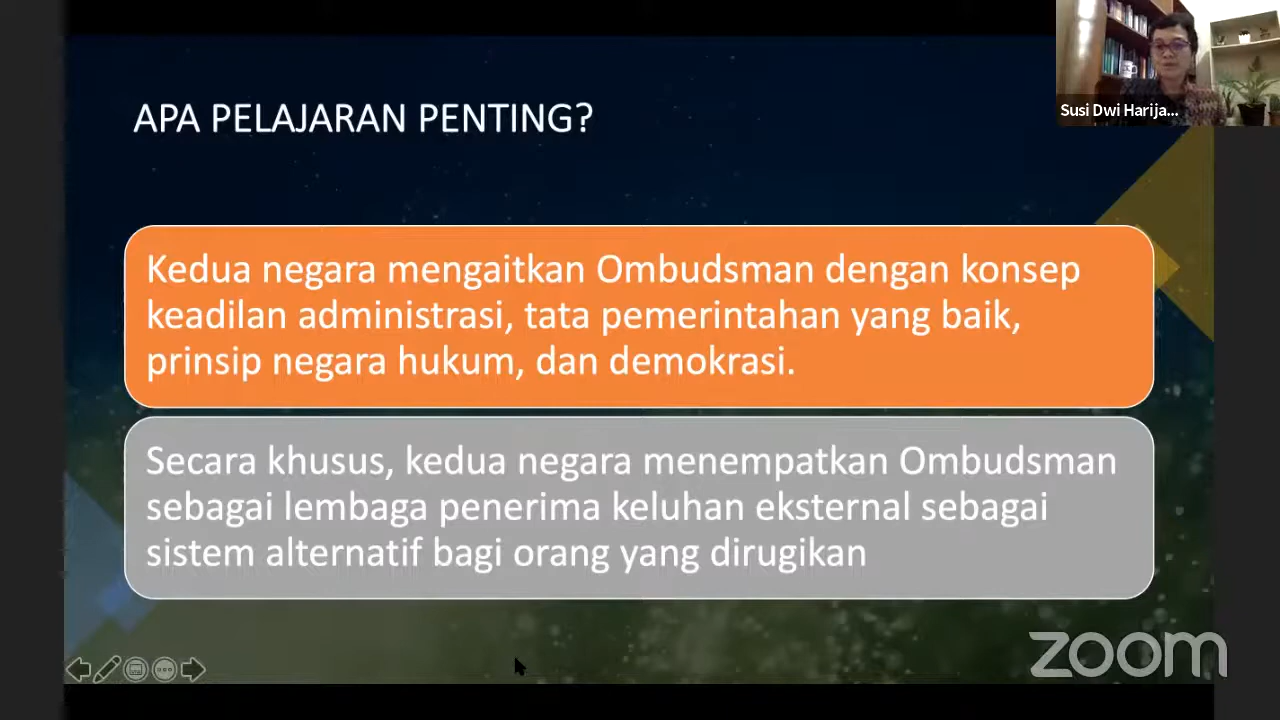 APA PELAJARAN PENTING?
Susi Dwi Harija...
Kedua negara mengaitkan Ombudsman dengan konsep
keadilan administrasi, tata pemerintahan yang baik,
prinsip negara hukum, dan demokrasi.
Secara khusus, kedua negara menempatkan Ombudsman
sebagai lembaga penerima keluhan eksternal sebagai
sistem alternatif bagi orang yang dirugikan
zoom